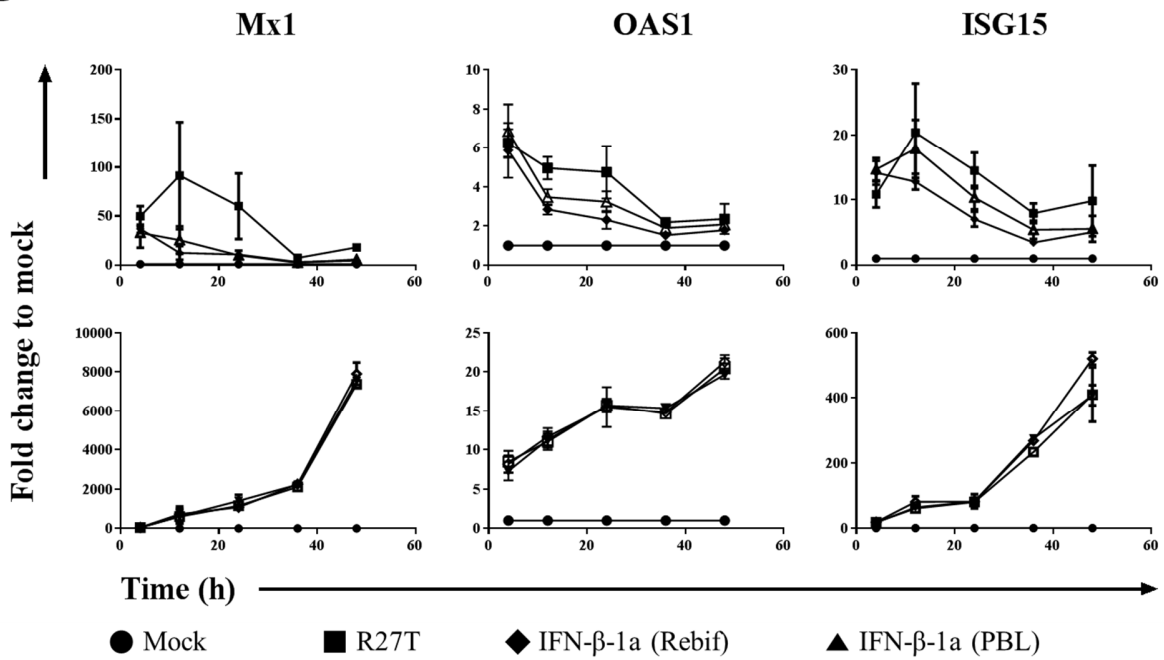 Mx1 OAS1 ISG15
200 10 30
150 8
100 6 20
50 4 10
2
0 0 0
0 20 40 60 0 20 40 60 0 20 40 60
10000 25 600
8000 20
6000 15 400
4000 10 200
2000 5
0 0 0
0 20 40 60 0 20 40 60 0 20 40 60
Fold change to mock
Time (h)
Mock R27T IFN-β-1a (Rebif) IFN-β-1a (PBL)